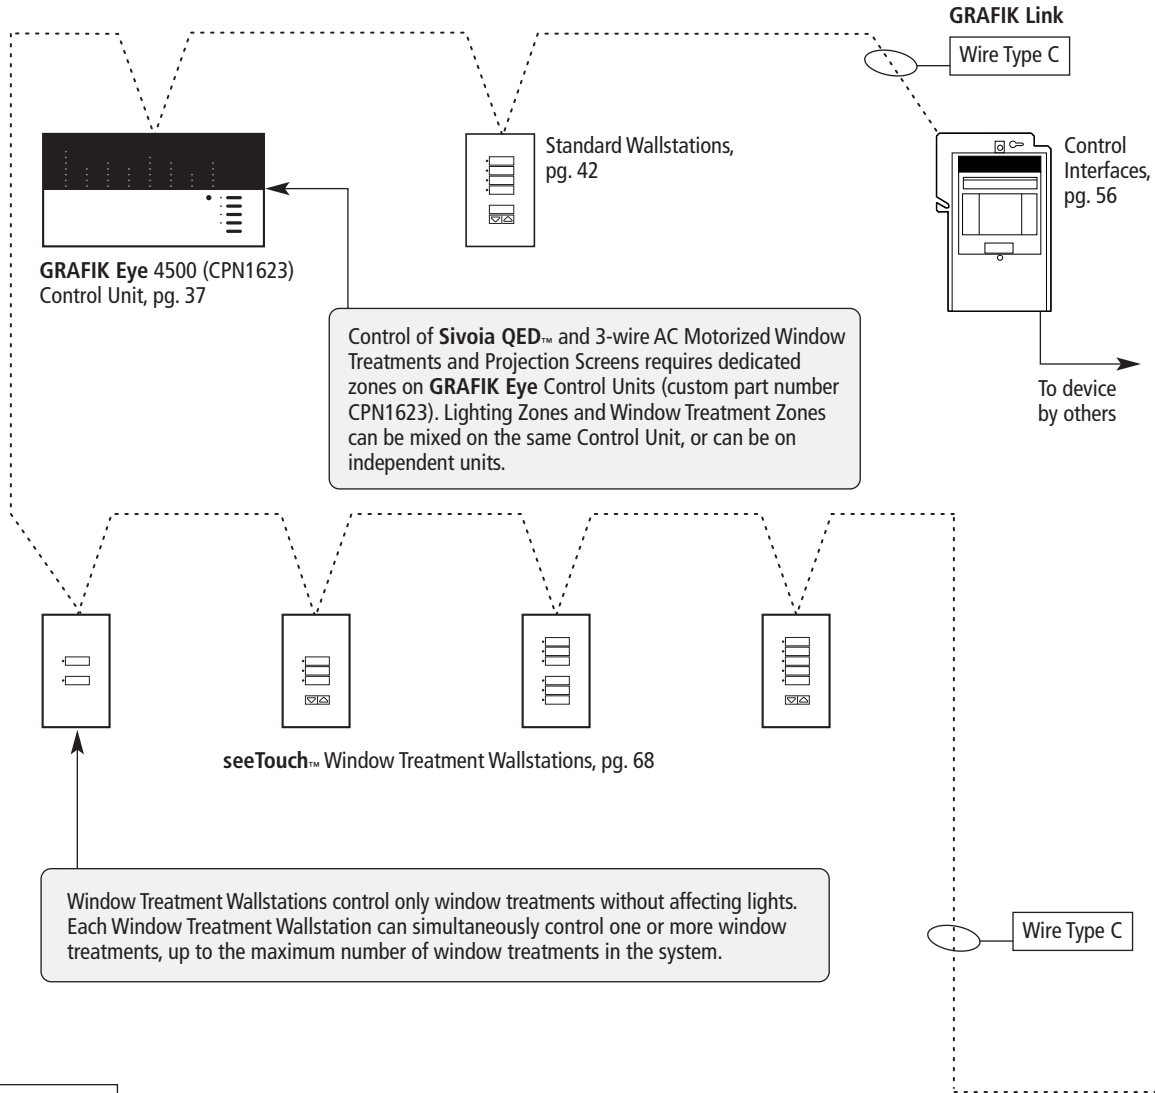 GRAFIK Link
Wire Type C
Standard Wallstations,
pg. 42
Control
Interfaces,
pg. 56
GRAFIK Eye 4500 (CPN1623)
Control Unit, pg. 37
Control of Sivoia QED™ and 3-wire AC Motorized Window
Treatments and Projection Screens requires dedicated
zones on GRAFIK Eye Control Units (custom part number
CPN1623). Lighting Zones and Window Treatment Zones
can be mixed on the same Control Unit, or can be on
independent units.
To device
by others
seeTouch™ Window Treatment Wallstations, pg. 68
Window Treatment Wallstations control only window treatments without affecting lights.
Each Window Treatment Wallstation can simultaneously control one or more window
treatments, up to the maximum number of window treatments in the system.
Wire Type C